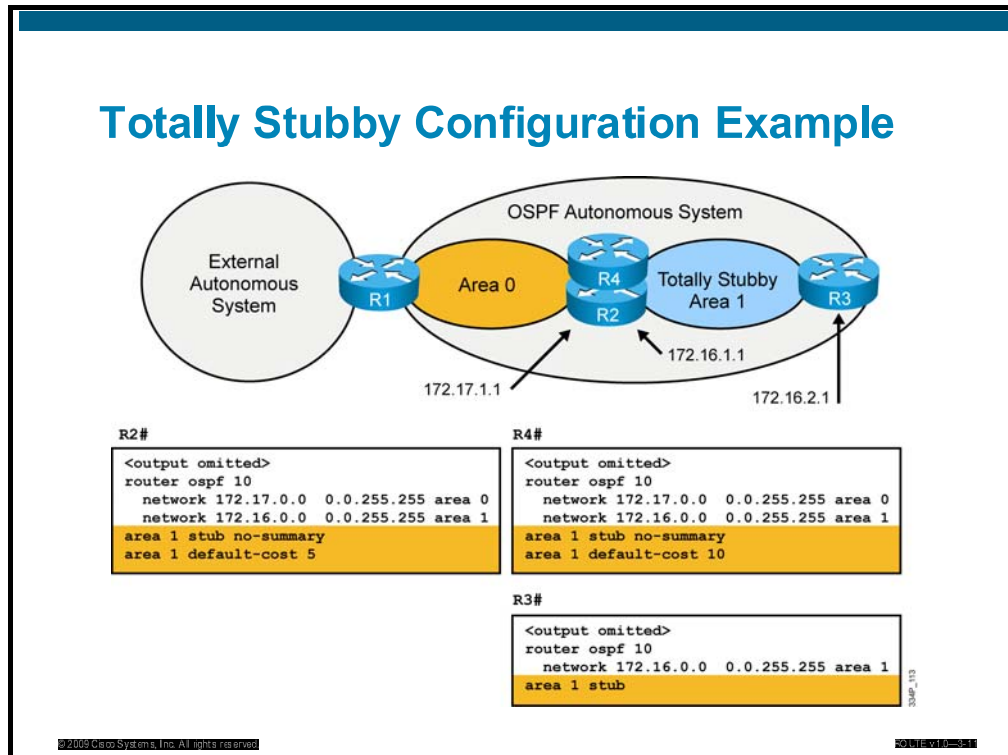 Totally Stubby Configuration Example
OSPF Autonomous System
External
Autonomous
System
R1
Area 0
R4
R2
Totally Stubby
Area 1
R3
172.17.1.1
172.16.1.1
172.16.2.1
R2#
<output omitted>
router ospf 10
network 172.17.0.0 0.0.255.255 area 0
network 172.16.0.0 0.0.255.255 area 1
area 1 stub no-summary
area 1 default-cost 5
R4#
<output omitted>
router ospf 10
network 172.17.0.0 0.0.255.255 area 0
network 172.16.0.0 0.0.255.255 area 1
area 1 stub no-summary
area 1 default-cost 10
R3#
<output omitted>
router ospf 10
network 172.16.0.0 0.0.255.255 area 1
area 1 stub
334P_113
© 2009 Cisco Systems, Inc. All rights reserved.
FOLTE v1.0—3-11